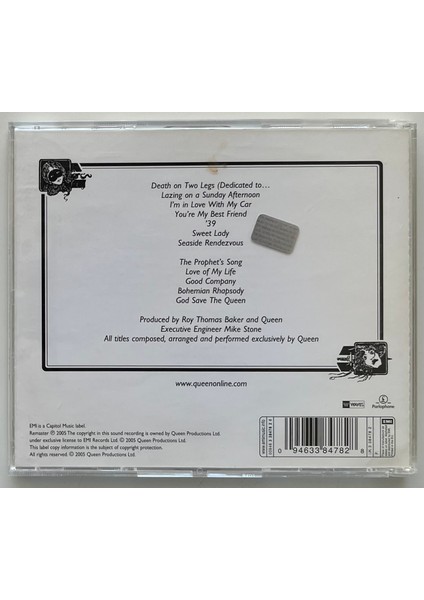 Death on Two Legs (Dedicated to…
Lazing on a Sunday Afternoon
I'm in Love With My Car
You're My Best Friend
'39
Sweet Lady
Seaside Rendezvous
The Prophet's Song
Love of My Life
Good Company
Bohemian Rhapsody
God Save The Queen
Produced by Roy Thomas Baker and Queen
Executive Engineer Mike Stone
All titles composed, arranged and performed exclusively by Queen
www.queenonline.com
EMI is a Capitol Music label.
Remaster ℗ 2005 The copyright in this sound recording is owned by Queen Productions Ltd.
under exclusive license to EMI Records Ltd. © 2005 Queen Productions Ltd.
This label copy information is the subject of copyright protection.
All rights reserved. © 2005 Queen Productions Ltd.
Parlophone
EMI
0 94633 84782 8